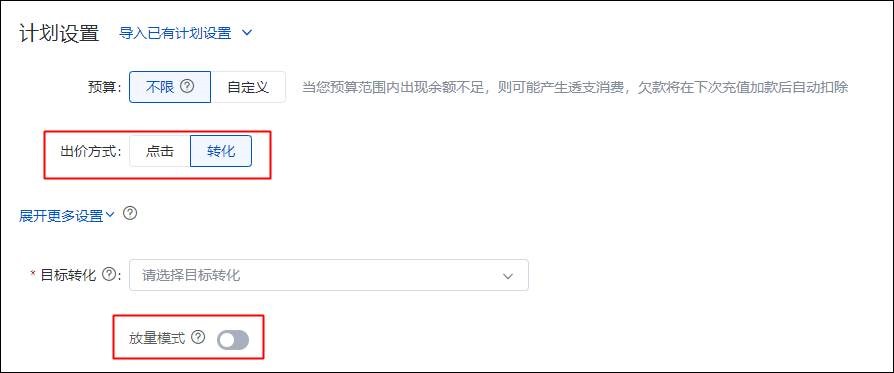 计划设置 导入已有计划设置
预算： 不限 自定义 当您预算范围内出现余额不足，则可能产生透支消费，欠款将在下次充值加款后自动扣除
出价方式： 点击 转化
展开更多设置
* 目标转化 ： 请选择目标转化
放量模式